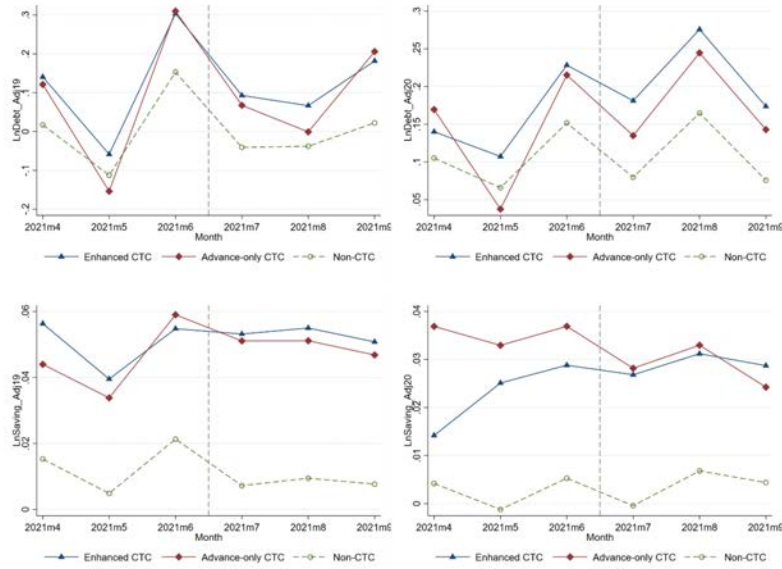 LnDebt_Adj19
.3
.2
.1
0
-.1
-.2
2021m4 2021m5 2021m6 2021m7 2021m8 2021m9
Month
Enhanced CTC Advance-only CTC Non-CTC
LnDebt_Adj20
.3
.25
.2
.15
.1
.05
2021m4 2021m5 2021m6 2021m7 2021m8 2021m9
Month
Enhanced CTC Advance-only CTC Non-CTC
LnSaving_Adj19
.06
.04
.02
0
2021m4 2021m5 2021m6 2021m7 2021m8 2021m9
Month
Enhanced CTC Advance-only CTC Non-CTC
LnSaving_Adj20
.04
.03
.02
.01
0
2021m4 2021m5 2021m6 2021m7 2021m8 2021m9
Month
Enhanced CTC Advance-only CTC Non-CTC